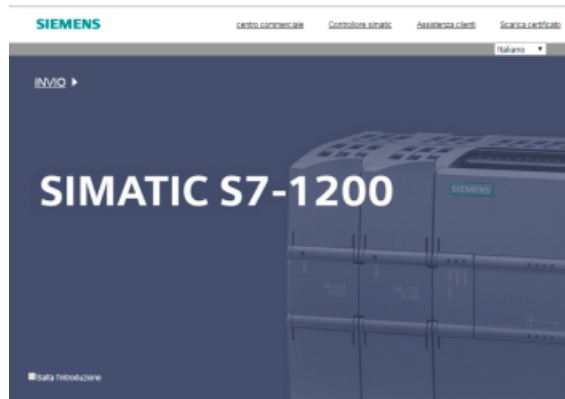 SIEMENS
centro commerciale Controllore simatic Assistenza clienti Scarica certificato
Italiano
INVIO
SIMATIC S7-1200
SIEMENS
Salta l'introduzione